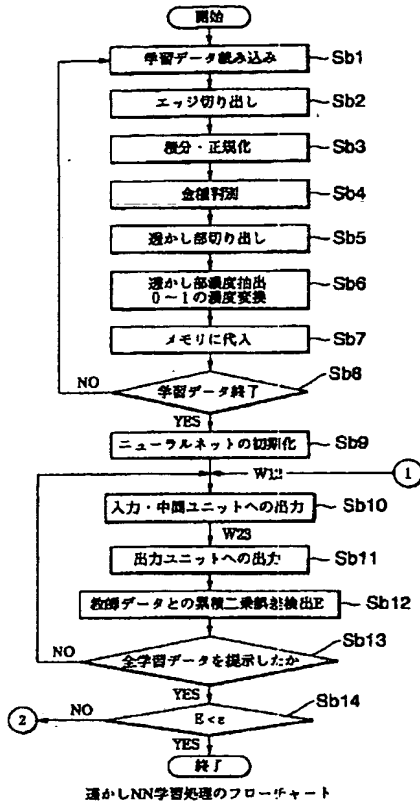 開始
学習データ読み込み
Sb1
エッジ切り出し
Sb2
積分・正規化
Sb3
金種判別
Sb4
透かし部切り出し
Sb5
透かし部濃度抽出
0～1の濃度変換
Sb6
メモリに代入
Sb7
学習データ終了
Sb8
NO
YES
ニューラルネットの初期化
Sb9
W12
1
入力・中間ユニットへの出力
Sb10
W23
出力ユニットへの出力
Sb11
教師データとの累積二乗誤差検出E
Sb12
全学習データを提示したか
Sb13
NO
YES
E<ε
Sb14
NO
2
YES
終了
透かしNN学習処理のフローチャート